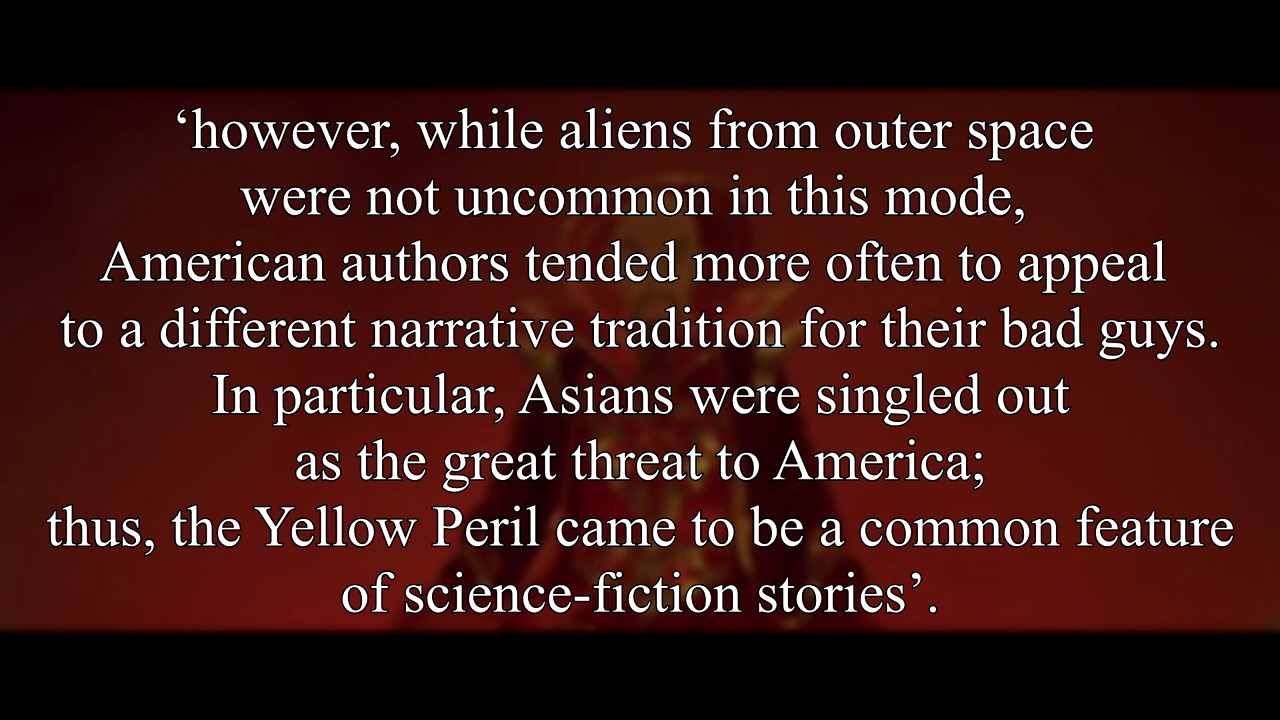 ‘however, while aliens from outer space
were not uncommon in this mode,
American authors tended more often to appeal
to a different narrative tradition for their bad guys.
In particular, Asians were singled out
as the great threat to America;
thus, the Yellow Peril came to be a common feature
of science-fiction stories’.